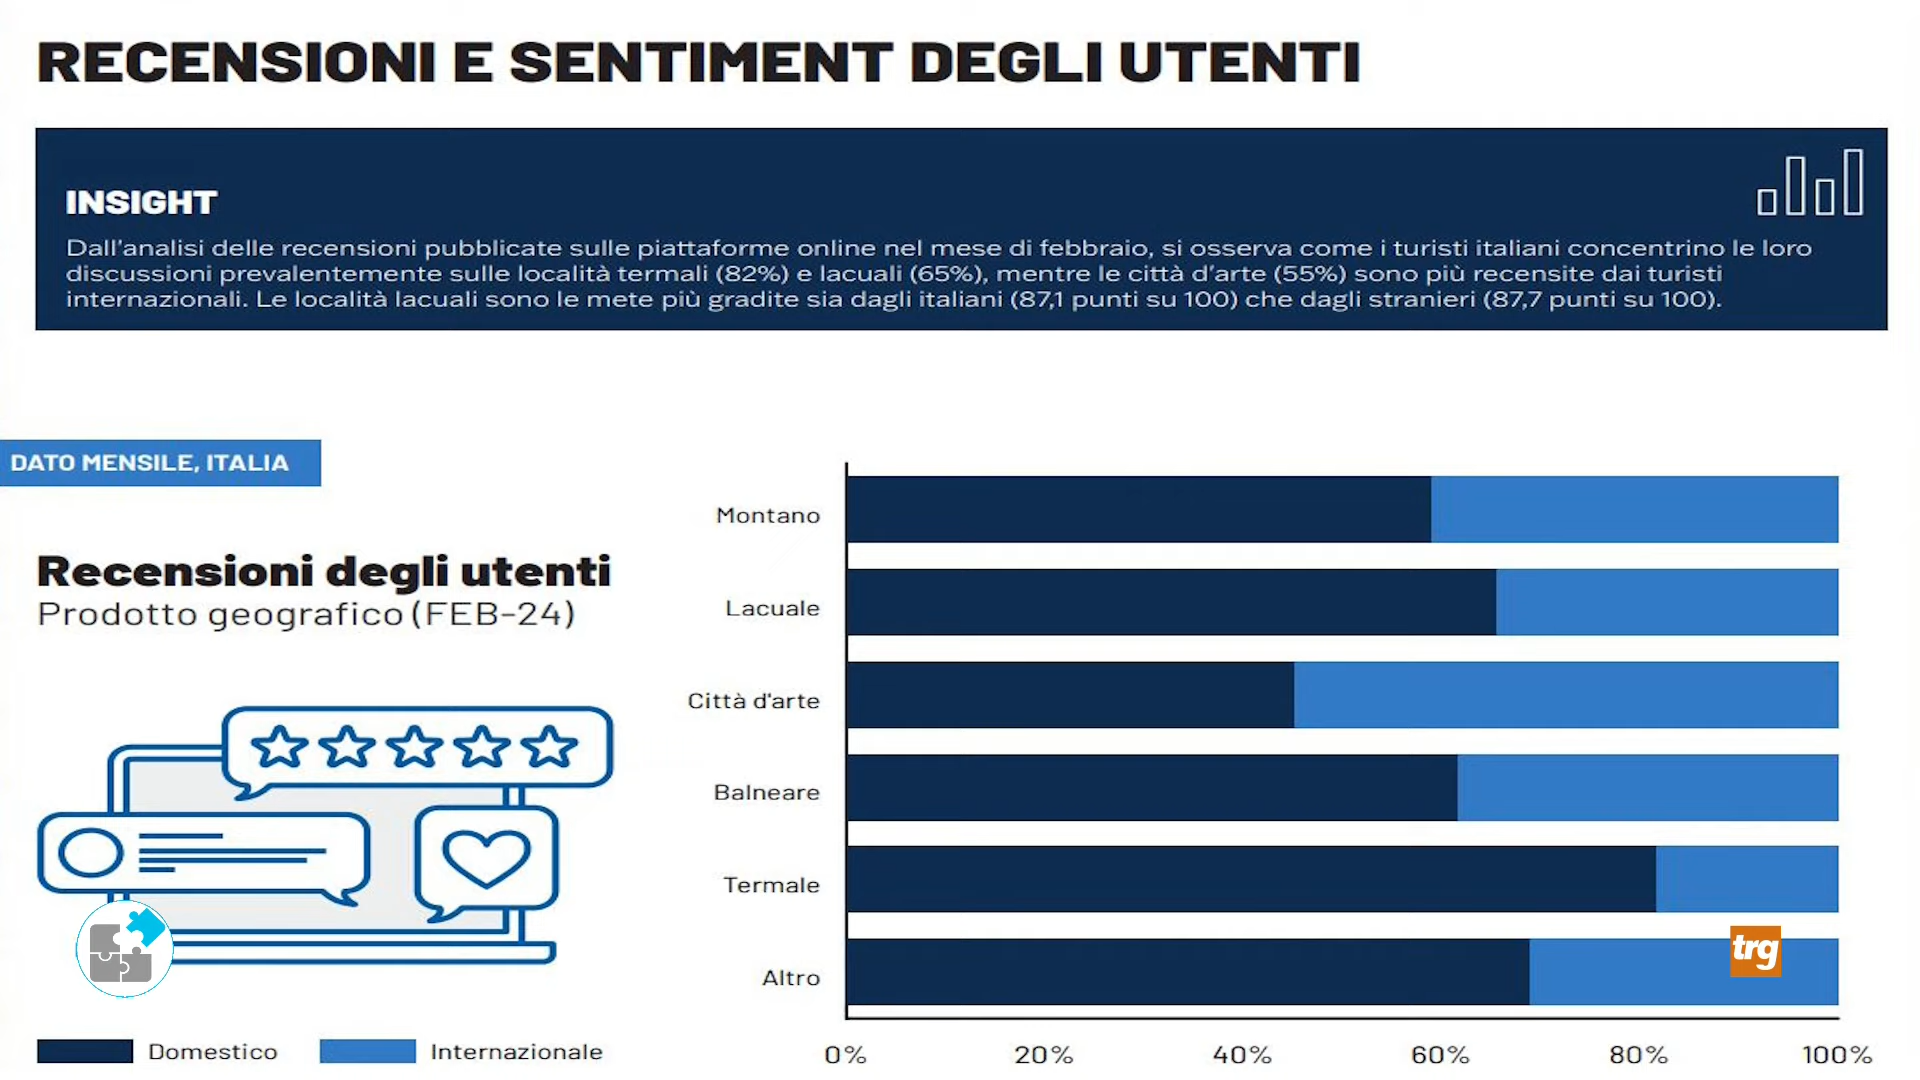 RECENSIONI E SENTIMENT DEGLI UTENTI
INSIGHT
Dall'analisi delle recensioni pubblicate sulle piattaforme online nel mese di febbraio, si osserva come i turisti italiani concentrino le loro
discussioni prevalentemente sulle località termali (82%) e lacuali (65%), mentre le città d'arte (55%) sono più recensite dai turisti
internazionali. Le località lacuali sono le mete più gradite sia dagli italiani (87,1 punti su 100) che dagli stranieri (87,7 punti su 100).
DATO MENSILE, ITALIA
Recensioni degli utenti
Prodotto geografico (FEB-24)
Montano
Lacuale
Città d'arte
Balneare
Termale
Altro
trg
Domestico
Internazionale
0% 20% 40% 60% 80% 100%